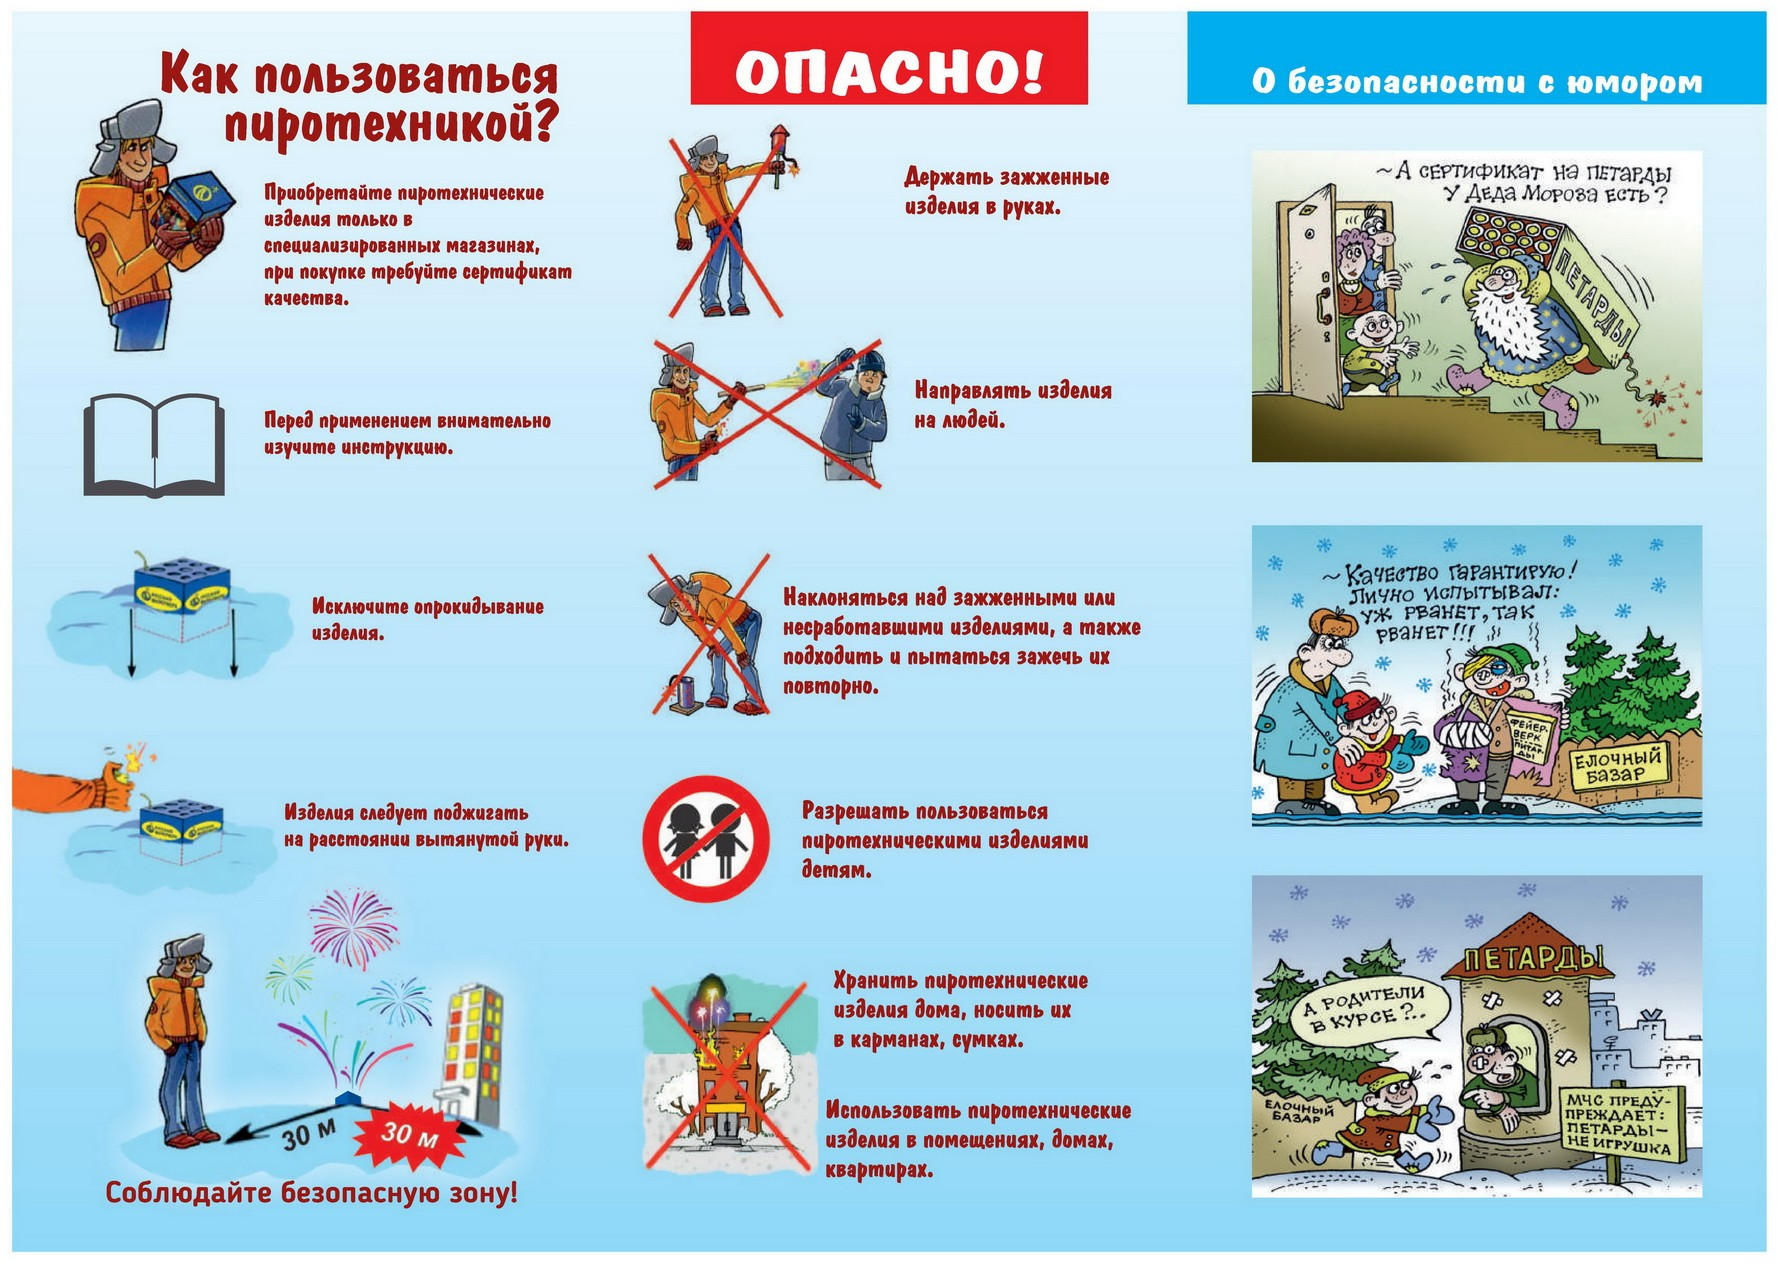 Как пользоваться
пиротехникой?
Приобретайте пиротехнические
изделия только в
специализированных магазинах,
при покупке требуйте сертификат
качества.
Перед применением внимательно
изучите инструкцию.
Исключите опрокидывание
изделия.
Изделия следует поджигать
на расстоянии вытянутой руки.
30 м
30 м
Соблюдайте безопасную зону!
ОПАСНО!
Держать зажженные
изделия в руках.
Направлять изделия
на людей.
Наклоняться над зажженными или
несработавшими изделиями, а также
подходить и пытаться зажечь их
повторно.
Разрешать пользоваться
пиротехническими изделиями
детям.
Хранить пиротехнические
изделия дома, носить их
в карманах, сумках.
Использовать пиротехнические
изделия в помещениях, домах,
квартирах.
О безопасности с юмором
~А СЕРТИФИКАТ НА ПЕТАРДЫ
У ДЕДА МОРОЗА ЕСТЬ?
ПЕТАРДЫ
~КАЧЕСТВО ГАРАНТИРУЮ!
ЛИЧНО ИСПЫТЫВАЛ:
УЖ РВАНЕТ, ТАК
РВАНЕТ!!!
ФЕЙЕР-
ВЕРК
ЕЛОЧНЫЙ
БАЗАР
ПЕТАРДЫ
А РОДИТЕЛИ
В КУРСЕ?..
ЕЛОЧНЫЙ
БАЗАР
МЧС ПРЕДУ-
ПРЕЖДАЕТ:
ПЕТАРДЫ—
НЕ ИГРУШКА